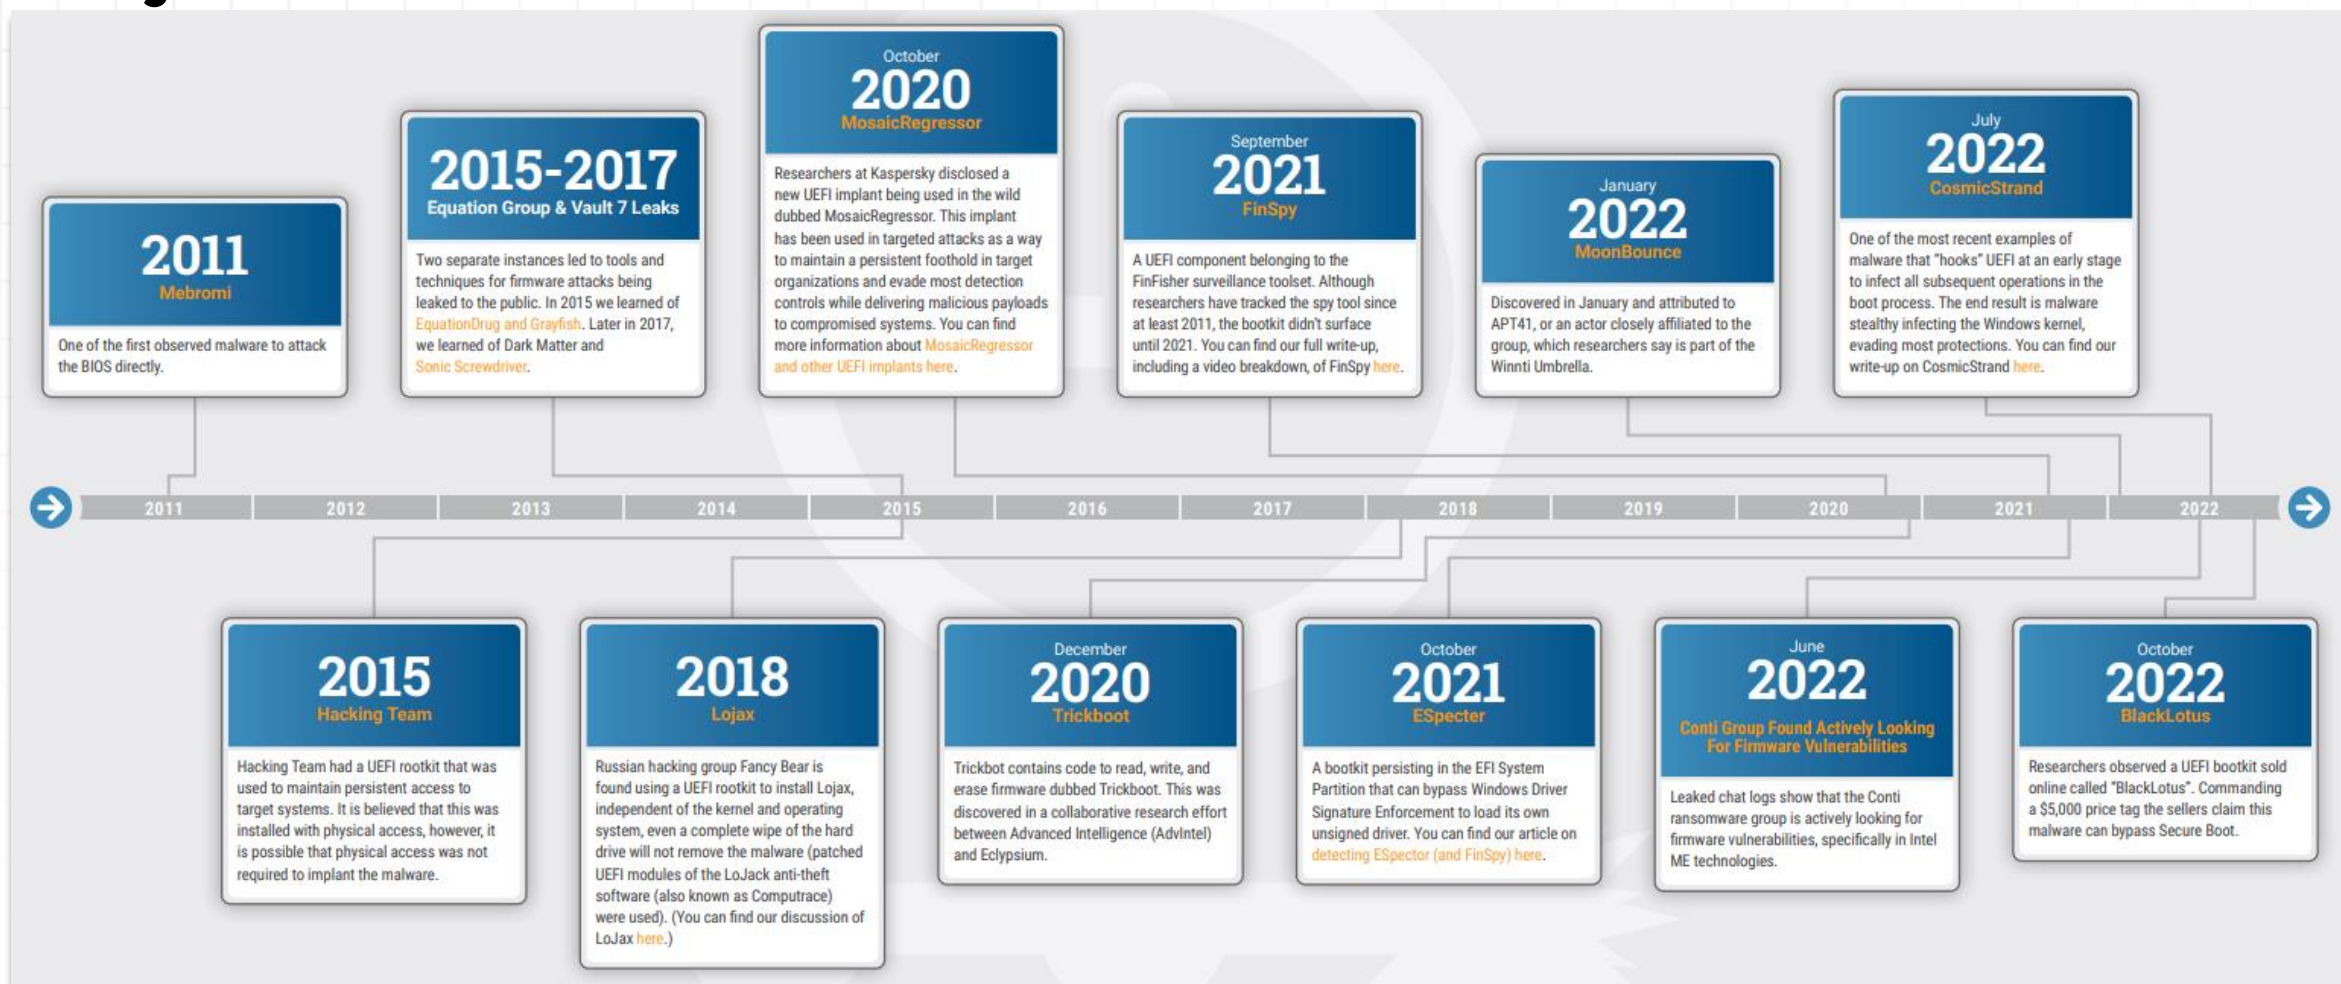 2011
Mebromi
One of the first observed malware to attack
the BIOS directly.
2015-2017
Equation Group & Vault 7 Leaks
Two separate instances led to tools and
techniques for firmware attacks being
leaked to the public. In 2015 we learned of
EquationDrug and Grayfish. Later in 2017,
we learned of Dark Matter and
Sonic Screwdriver.
October
2020
MosaicRegressor
Researchers at Kaspersky disclosed a
new UEFI implant being used in the wild
dubbed MosaicRegressor. This implant
has been used in targeted attacks as a way
to maintain a persistent foothold in target
organizations and evade most detection
controls while delivering malicious payloads
to compromised systems. You can find
more information about MosaicRegressor
and other UEFI implants here.
September
2021
FinSpy
A UEFI component belonging to the
FinFisher surveillance toolset. Although
researchers have tracked the spy tool since
at least 2011, the bootkit didn't surface
until 2021. You can find our full write-up,
including a video breakdown, of FinSpy here.
January
2022
MoonBounce
Discovered in January and attributed to
APT41, or an actor closely affiliated to the
group, which researchers say is part of the
Winnti Umbrella.
July
2022
CosmicStrand
One of the most recent examples of
malware that "hooks" UEFI at an early stage
to infect all subsequent operations in the
boot process. The end result is malware
stealthy infecting the Windows kernel,
evading most protections. You can find our
write-up on CosmicStrand here.
2011 2012 2013 2014 2015 2016 2017 2018 2019 2020 2021 2022
2015
Hacking Team
Hacking Team had a UEFI rootkit that was
used to maintain persistent access to
target systems. It is believed that this was
installed with physical access, however, it
is possible that physical access was not
required to implant the malware.
2018
Lojax
Russian hacking group Fancy Bear is
found using a UEFI rootkit to install Lojax,
independent of the kernel and operating
system, even a complete wipe of the hard
drive will not remove the malware (patched
UEFI modules of the LoJack anti-theft
software (also known as Computrace)
were used). (You can find our discussion of
LoJax here.)
December
2020
Trickboot
Trickbot contains code to read, write, and
erase firmware dubbed Trickboot. This was
discovered in a collaborative research effort
between Advanced Intelligence (AdvIntel)
and Eclypsium.
October
2021
ESpecter
A bootkit persisting in the EFI System
Partition that can bypass Windows Driver
Signature Enforcement to load its own
unsigned driver. You can find our article on
detecting ESpector (and FinSpy) here.
June
2022
Conti Group Found Actively Looking
For Firmware Vulnerabilities
Leaked chat logs show that the Conti
ransomware group is actively looking for
firmware vulnerabilities, specifically in Intel
ME technologies.
October
2022
BlackLotus
Researchers observed a UEFI bootkit sold
online called "BlackLotus". Commanding
a $5,000 price tag the sellers claim this
malware can bypass Secure Boot.